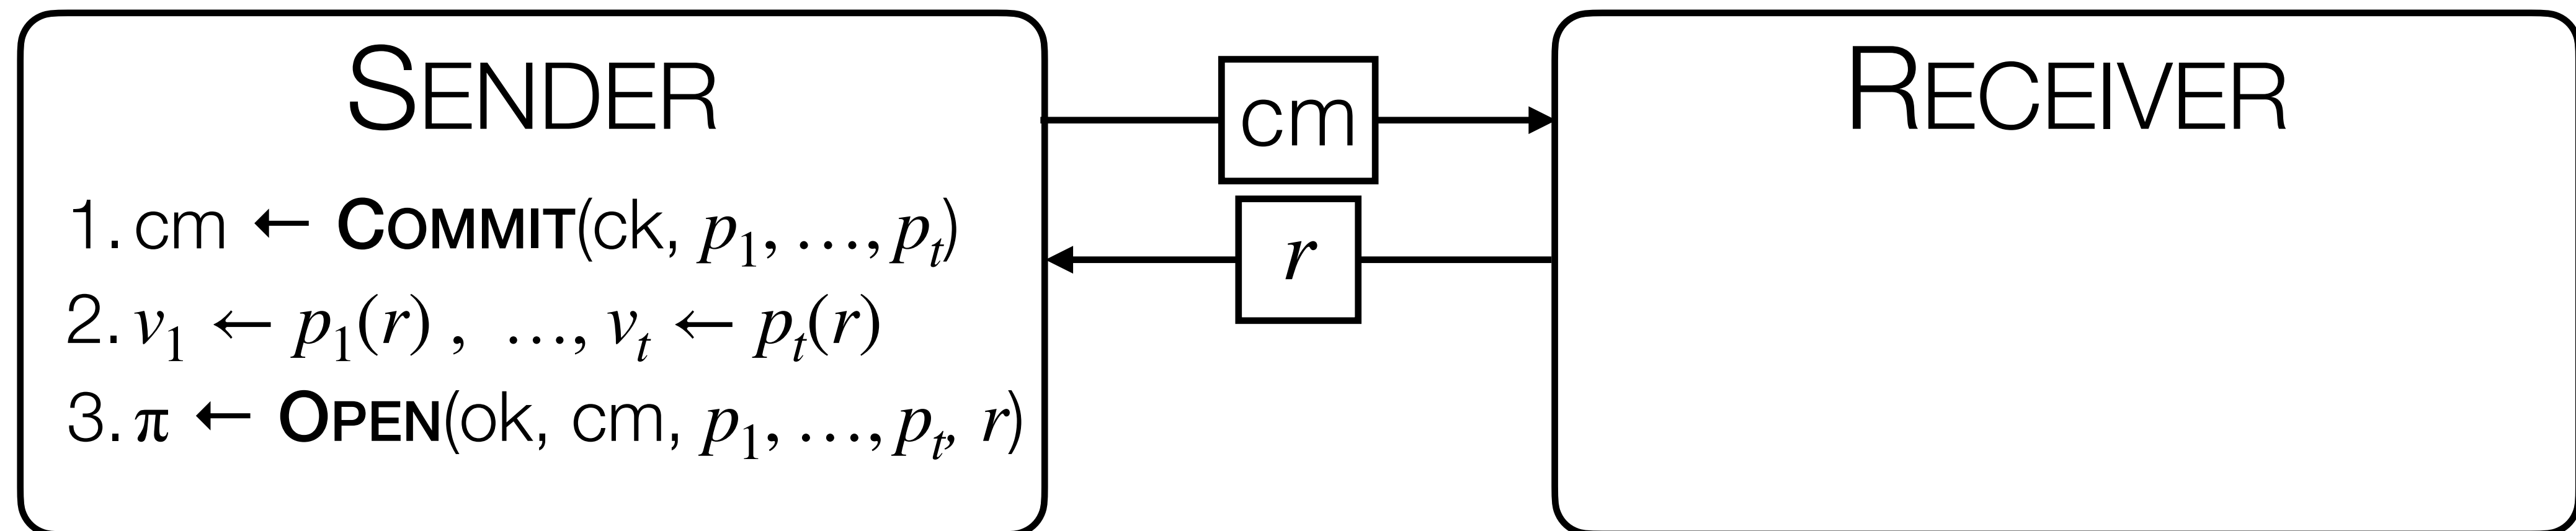 SENDER
1. cm ← COMMIT(ck, p₁, …, pₜ)
2. v₁ ← p₁(r) , …, vₜ ← pₜ(r)
3. π ← OPEN(ok, cm, p₁, …, pₜ, r)
cm
r
RECEIVER